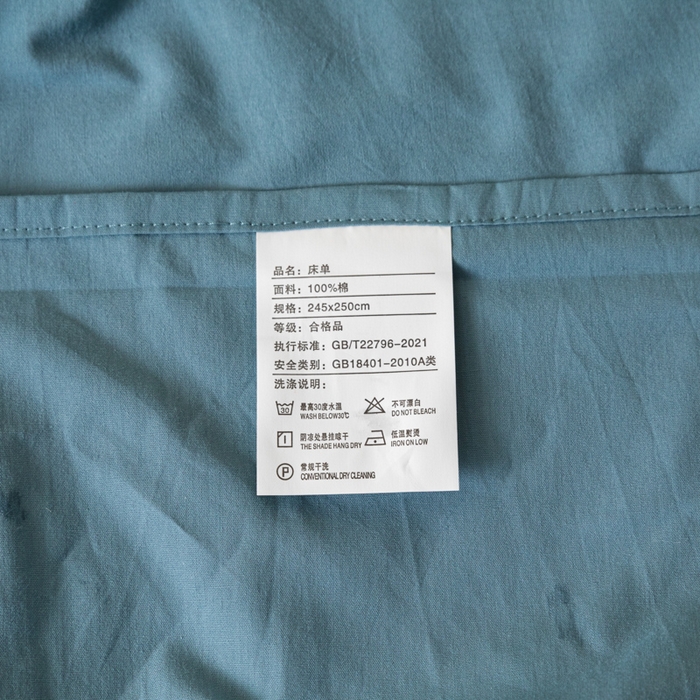 品名：床单
面料：100%棉
规格：245x250cm
等级：合格品
执行标准：GB/T22796-2021
安全类别：GB18401-2010A类
洗涤说明：
30 最高30度水温 不可漂白
WASH BELOW30℃ DO NOT BLEACH
阴凉处悬挂晾干 低温熨烫
THE SHADE HANG DRY IRON ON LOW
P 常规干洗
CONVENTIONAL DRY CLEANING